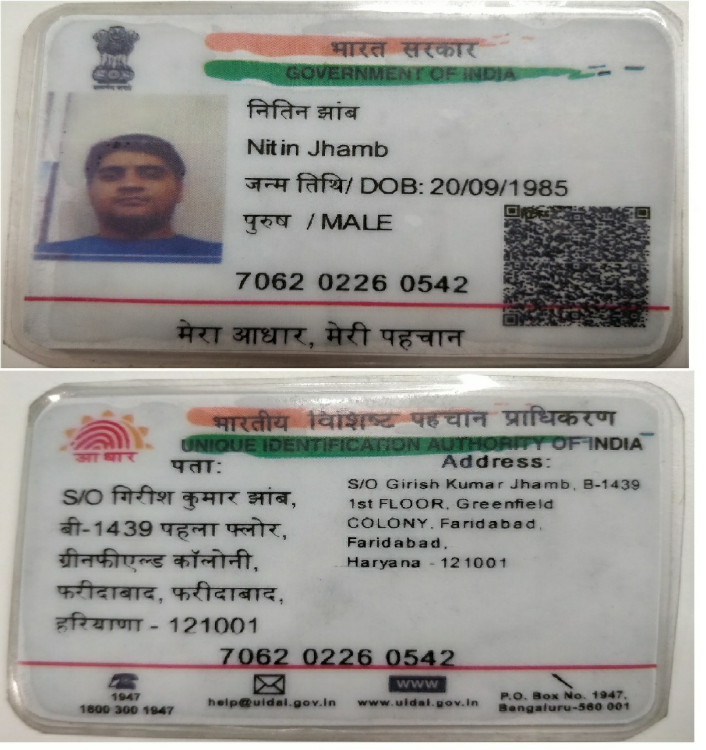 भारत सरकार
GOVERNMENT OF INDIA
नितिन झांब
Nitin Jhamb
जन्म तिथि/ DOB: 20/09/1985
पुरुष / MALE
7062 0226 0542
मेरा आधार, मेरी पहचान
भारतीय विशिष्ट पहचान प्राधिकरण
आधार
UNIQUE IDENTIFICATION AUTHORITY OF INDIA
पता:
S/O गिरीश कुमार झांब,
बी-1439 पहला फ्लोर,
ग्रीनफीएल्ड कॉलोनी,
फरीदाबाद, फरीदाबाद,
हरियाणा - 121001
Address:
S/O Girish Kumar Jhamb, B-1439
1st FLOOR, Greenfield
COLONY, Faridabad,
Faridabad,
Haryana - 121001
7062 0226 0542
1947
1800 300 1947
help@uidai.gov.in
WWW
www.uidai.gov.in
P.O. Box No. 1947,
Bengaluru-560 001